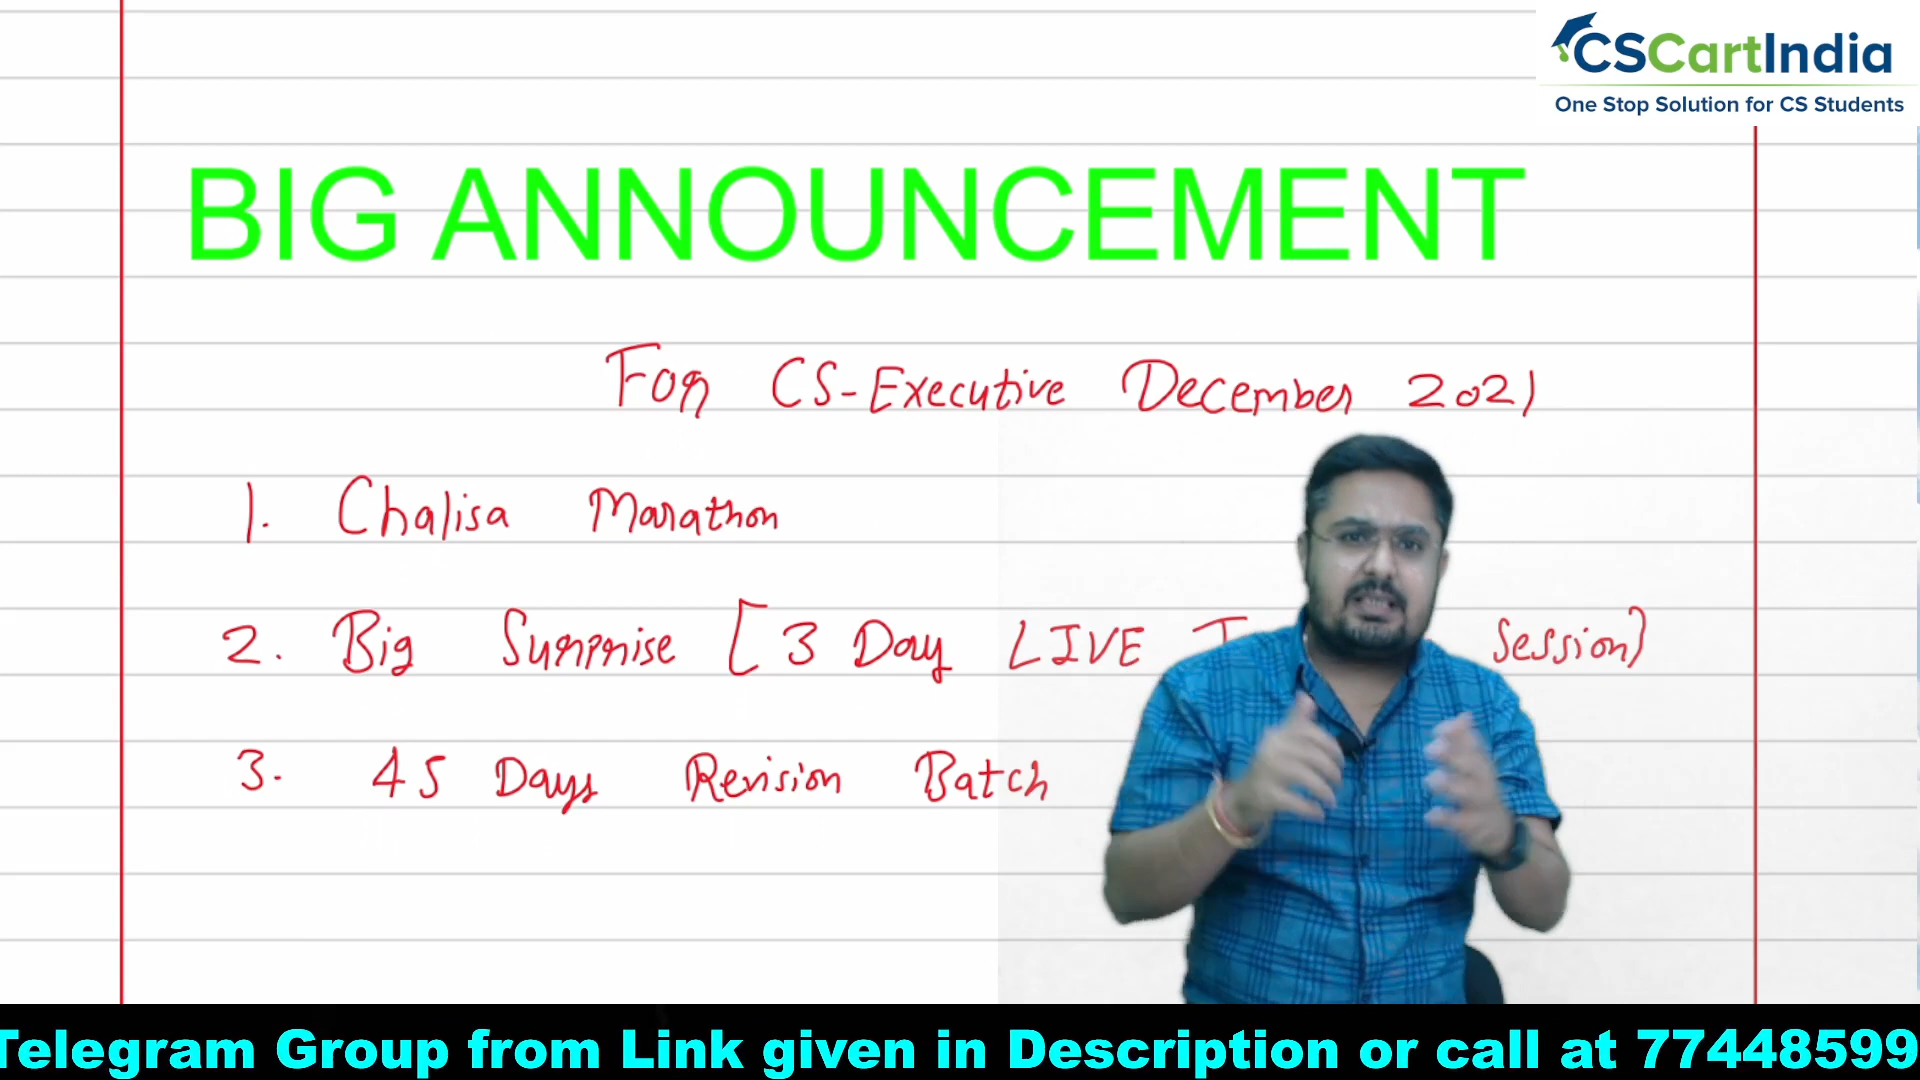 CSCartIndia
One Stop Solution for CS Students
BIG ANNOUNCEMENT
For CS-Executive December 2021
1. Chalisa Marathon
2. Big Surprise [3 Day LIVE Session]
3. 45 Days Revision Batch
Telegram Group from Link given in Description or call at 77448599